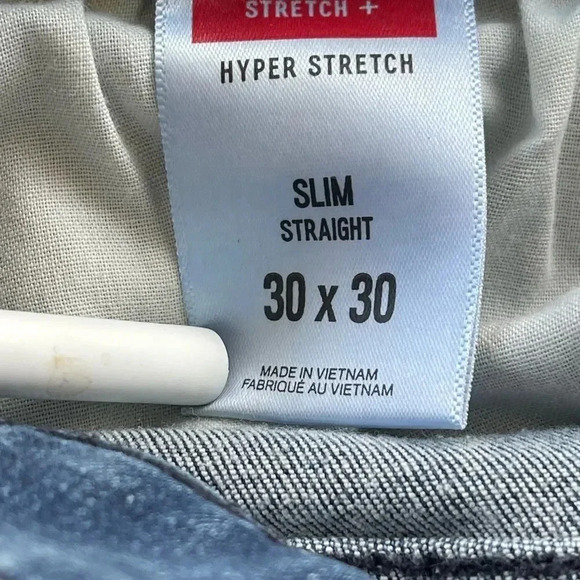 STRETCH +
HYPER STRETCH
SLIM
STRAIGHT
30 x 30
MADE IN VIETNAM
FABRIQUÉ AU VIETNAM